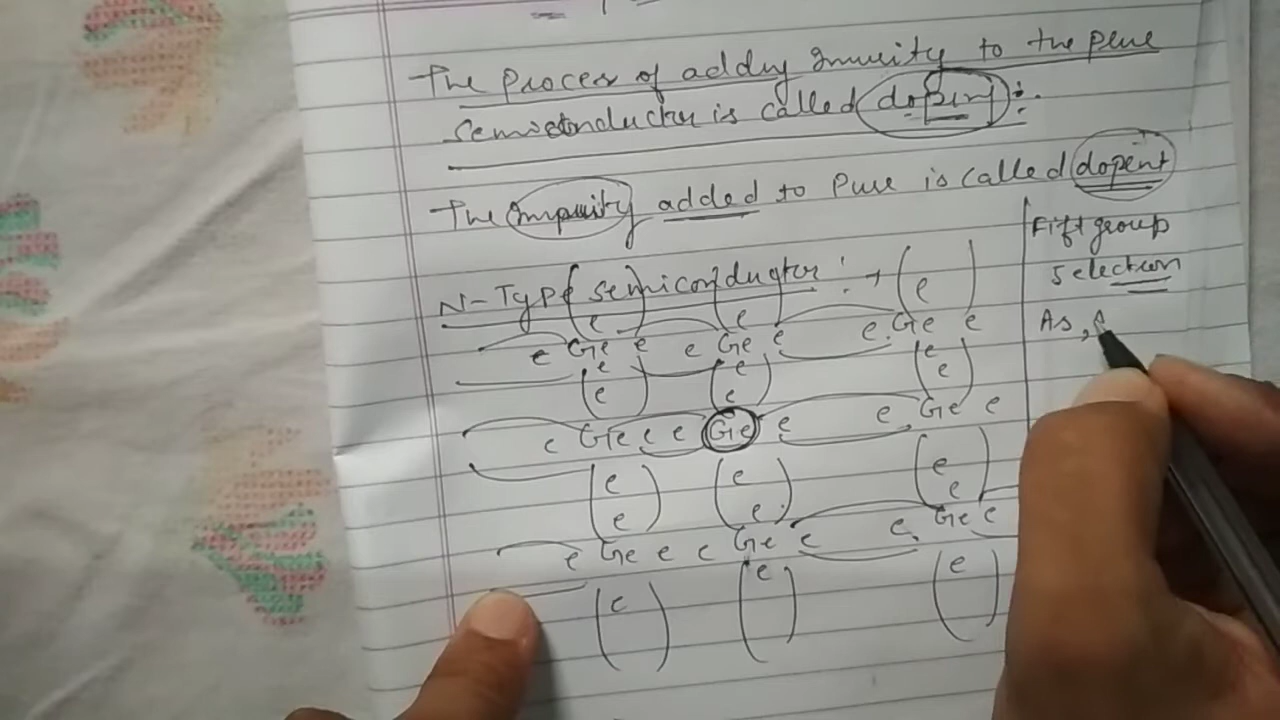 The process of adding Imurity to the pure
semiconductor is called doping :.
The impurity added to Pure is called dopent
N-Type semiconductor : → e
e e
e Ge e e Ge e e Ge e
e e e
e e e
e Ge e e Ge e e Ge e
e e e
e e e
e Ge e e Ge e e Ge e
e e e
Fift group
selection
As,